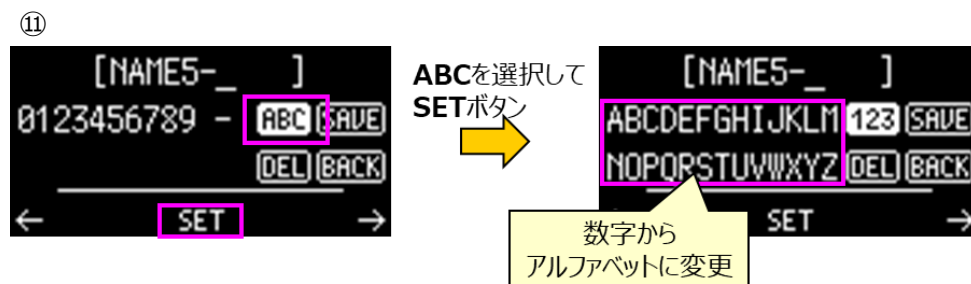 ⑪
[NAME5-_ ]
0123456789 - ABC SAVE
DEL BACK
← SET →
ABCを選択して
SETボタン
[NAME5-_ ]
ABCDEFGHIJKLM 123 SAVE
NOPQRSTUVWXYZ DEL BACK
SET →
数字から
アルファベットに変更